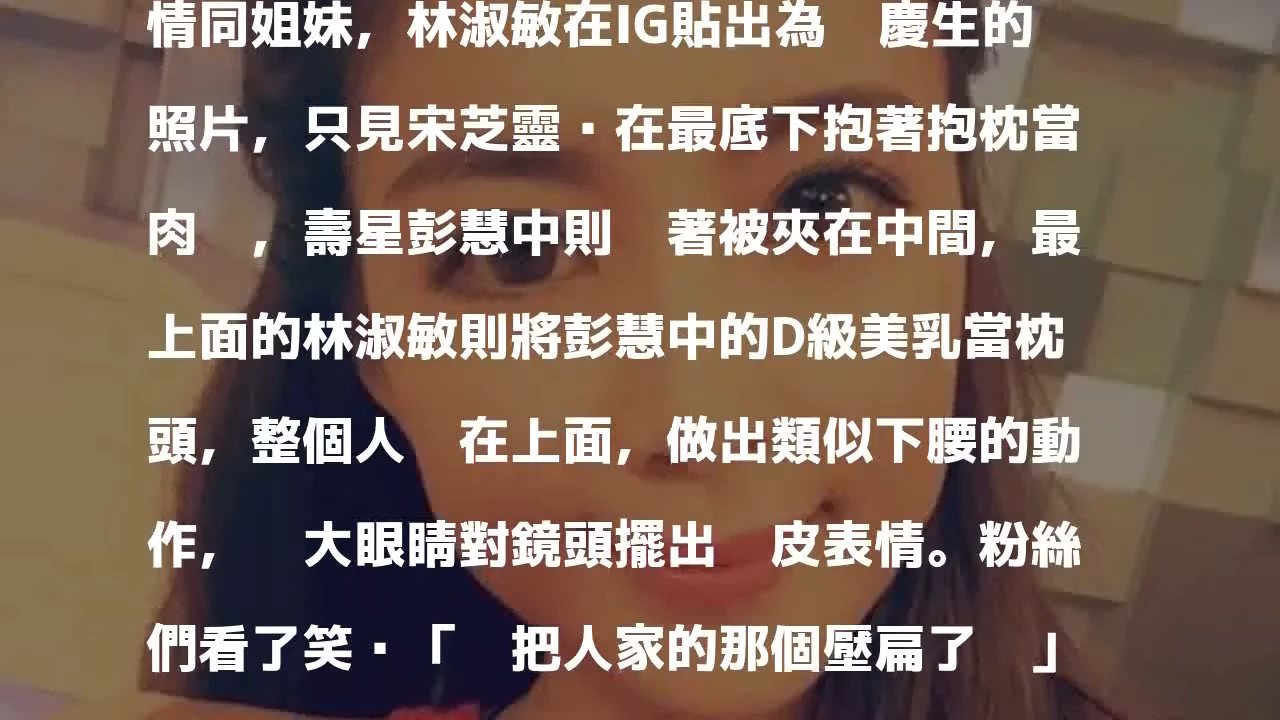 情同姐妹，林淑敏在IG貼出為　慶生的
照片，只見宋芝靈·在最底下抱著抱枕當
肉　，壽星彭慧中則　著被夾在中間，最
上面的林淑敏則將彭慧中的D級美乳當枕
頭，整個人　在上面，做出類似下腰的動
作，　大眼睛對鏡頭擺出　皮表情。粉絲
們看了笑·「　把人家的那個壓扁了　」